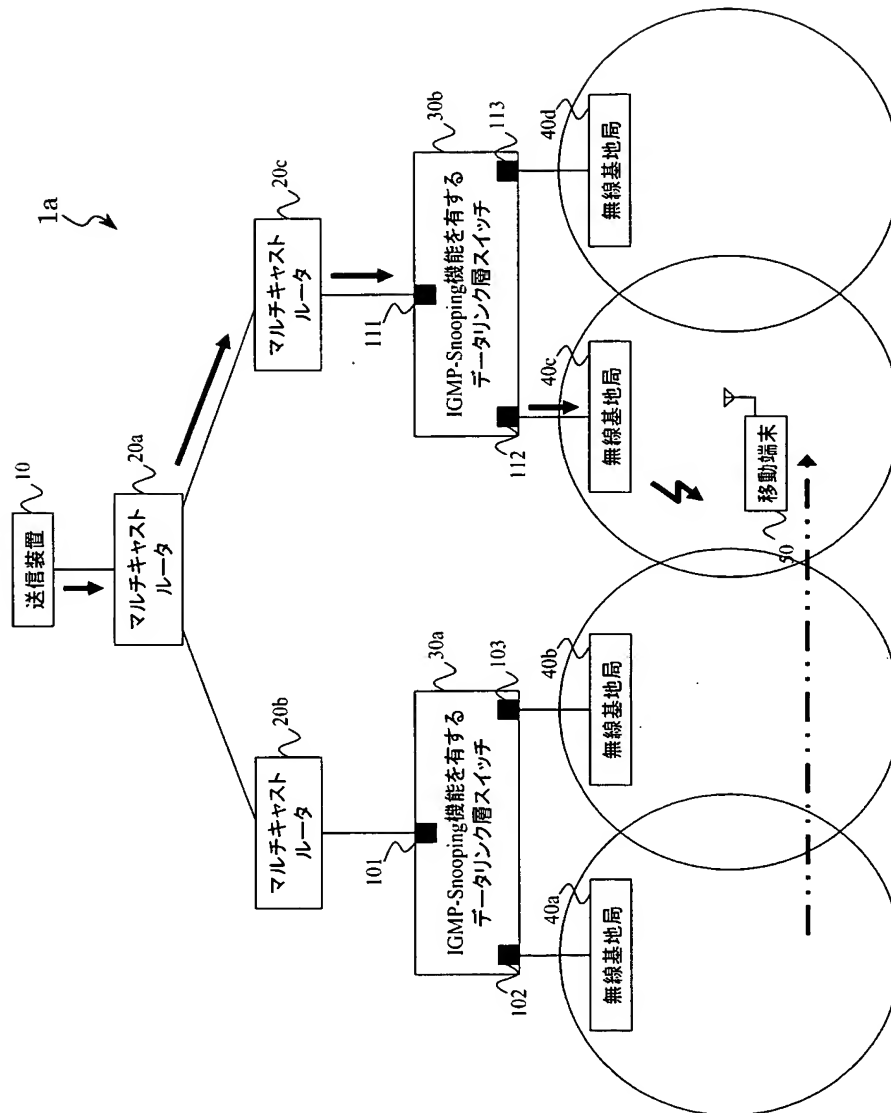 1a
10
送信装置
20a
マルチキャスト
ルータ
20b
マルチキャスト
ルータ
20c
マルチキャスト
ルータ
101
30a
IGMP-Snooping機能を有する
データリンク層スイッチ
102
103
111
30b
IGMP-Snooping機能を有する
データリンク層スイッチ
112
113
40a
無線基地局
40b
無線基地局
40c
無線基地局
40d
無線基地局
移動端末
50